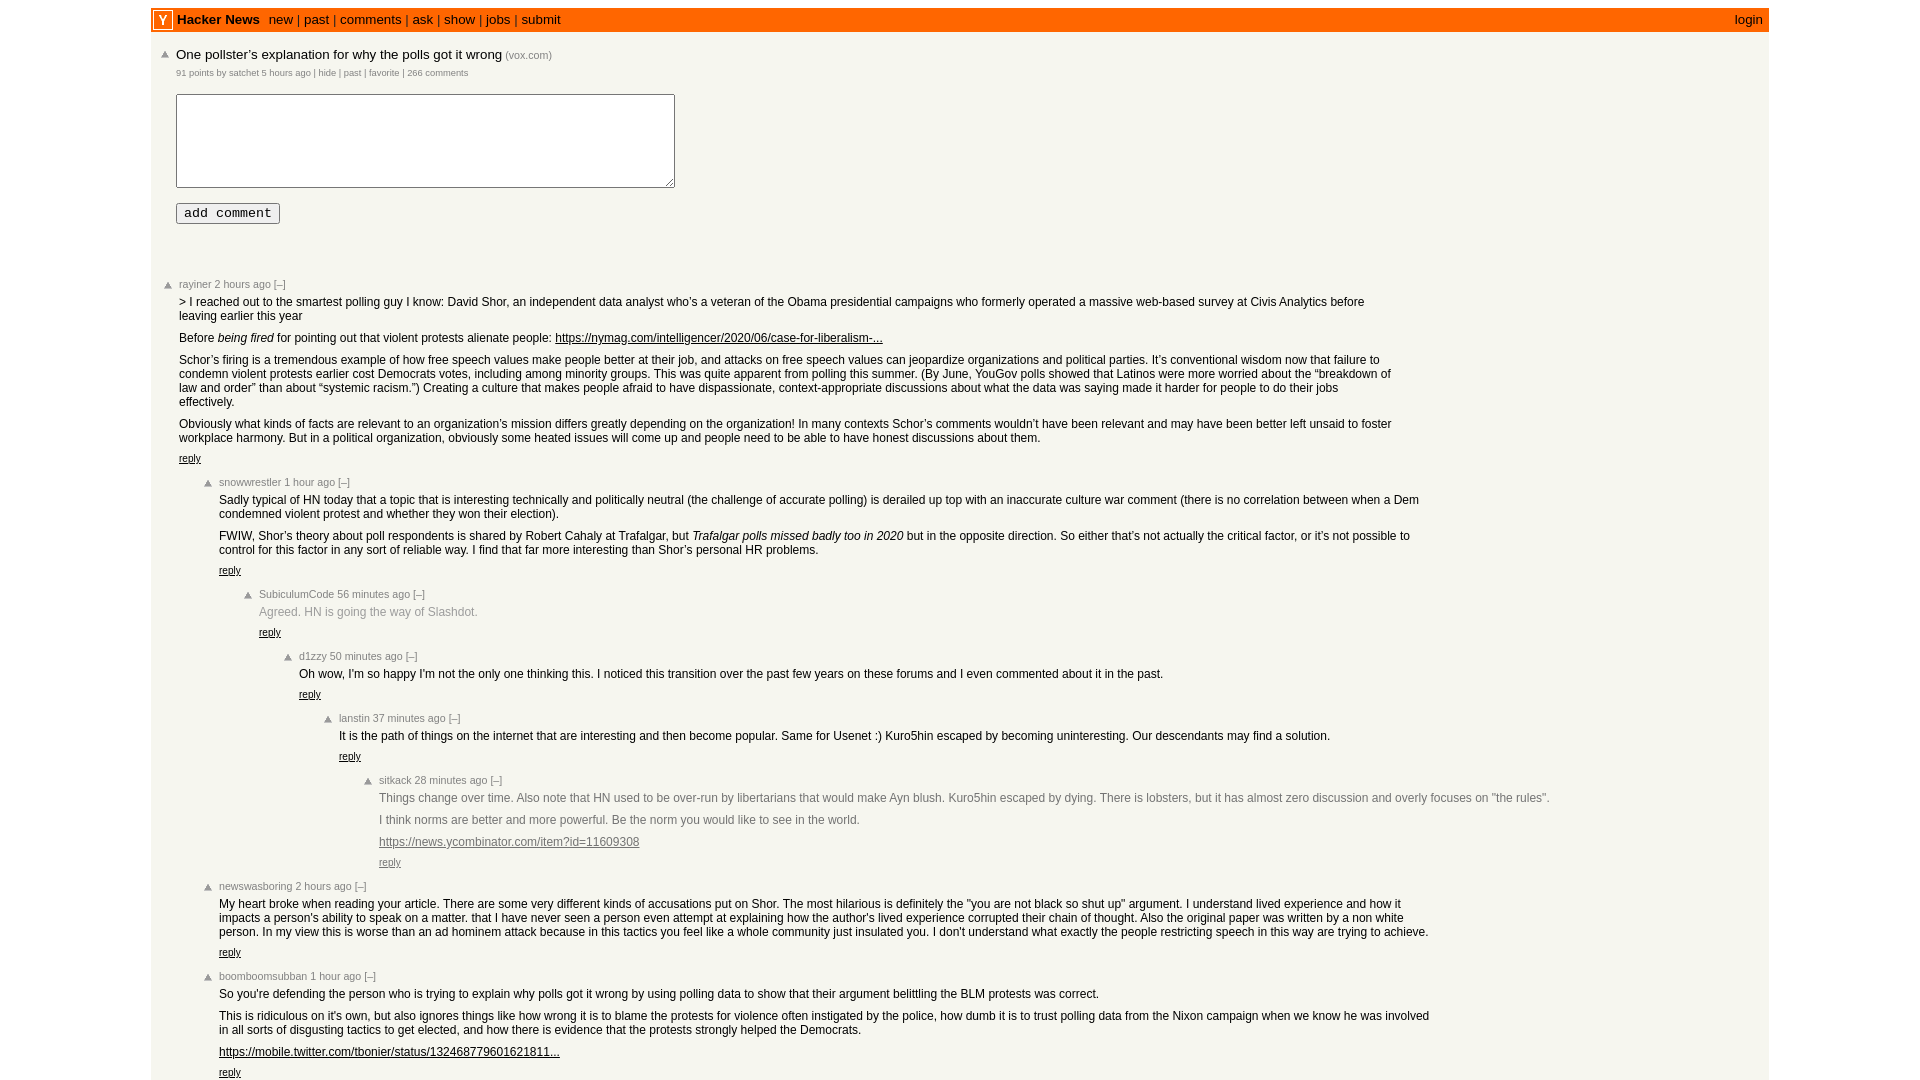 Y Hacker News new | past | comments | ask | show | jobs | submit login
One pollster’s explanation for why the polls got it wrong (vox.com)
91 points by satchet 5 hours ago | hide | past | favorite | 266 comments
add comment
rayiner 2 hours ago [–]
> I reached out to the smartest polling guy I know: David Shor, an independent data analyst who’s a veteran of the Obama presidential campaigns who formerly operated a massive web-based survey at Civis Analytics before
leaving earlier this year
Before being fired for pointing out that violent protests alienate people: https://nymag.com/intelligencer/2020/06/case-for-liberalism-...
Schor’s firing is a tremendous example of how free speech values make people better at their job, and attacks on free speech values can jeopardize organizations and political parties. It’s conventional wisdom now that failure to
condemn violent protests earlier cost Democrats votes, including among minority groups. This was quite apparent from polling this summer. (By June, YouGov polls showed that Latinos were more worried about the “breakdown of
law and order” than about “systemic racism.”) Creating a culture that makes people afraid to have dispassionate, context-appropriate discussions about what the data was saying made it harder for people to do their jobs
effectively.
Obviously what kinds of facts are relevant to an organization’s mission differs greatly depending on the organization! In many contexts Schor’s comments wouldn’t have been relevant and may have been better left unsaid to foster
workplace harmony. But in a political organization, obviously some heated issues will come up and people need to be able to have honest discussions about them.
reply
snowwrestler 1 hour ago [–]
Sadly typical of HN today that a topic that is interesting technically and politically neutral (the challenge of accurate polling) is derailed up top with an inaccurate culture war comment (there is no correlation between when a Dem
condemned violent protest and whether they won their election).
FWIW, Shor’s theory about poll respondents is shared by Robert Cahaly at Trafalgar, but Trafalgar polls missed badly too in 2020 but in the opposite direction. So either that’s not actually the critical factor, or it’s not possible to
control for this factor in any sort of reliable way. I find that far more interesting than Shor’s personal HR problems.
reply
SubiculumCode 56 minutes ago [–]
Agreed. HN is going the way of Slashdot.
reply
d1zzy 50 minutes ago [–]
Oh wow, I'm so happy I'm not the only one thinking this. I noticed this transition over the past few years on these forums and I even commented about it in the past.
reply
lanstin 37 minutes ago [–]
It is the path of things on the internet that are interesting and then become popular. Same for Usenet :) Kuro5hin escaped by becoming uninteresting. Our descendants may find a solution.
reply
sitkack 28 minutes ago [–]
Things change over time. Also note that HN used to be over-run by libertarians that would make Ayn blush. Kuro5hin escaped by dying. There is lobsters, but it has almost zero discussion and overly focuses on "the rules".
I think norms are better and more powerful. Be the norm you would like to see in the world.
https://news.ycombinator.com/item?id=11609308
reply
newswasboring 2 hours ago [–]
My heart broke when reading your article. There are some very different kinds of accusations put on Shor. The most hilarious is definitely the "you are not black so shut up" argument. I understand lived experience and how it
impacts a person's ability to speak on a matter. that I have never seen a person even attempt at explaining how the author's lived experience corrupted their chain of thought. Also the original paper was written by a non white
person. In my view this is worse than an ad hominem attack because in this tactics you feel like a whole community just insulated you. I don't understand what exactly the people restricting speech in this way are trying to achieve.
reply
boomboomsubban 1 hour ago [–]
So you're defending the person who is trying to explain why polls got it wrong by using polling data to show that their argument belittling the BLM protests was correct.
This is ridiculous on it's own, but also ignores things like how wrong it is to blame the protests for violence often instigated by the police, how dumb it is to trust polling data from the Nixon campaign when we know he was involved
in all sorts of disgusting tactics to get elected, and how there is evidence that the protests strongly helped the Democrats.
https://mobile.twitter.com/tbonier/status/132468779601621811...
reply